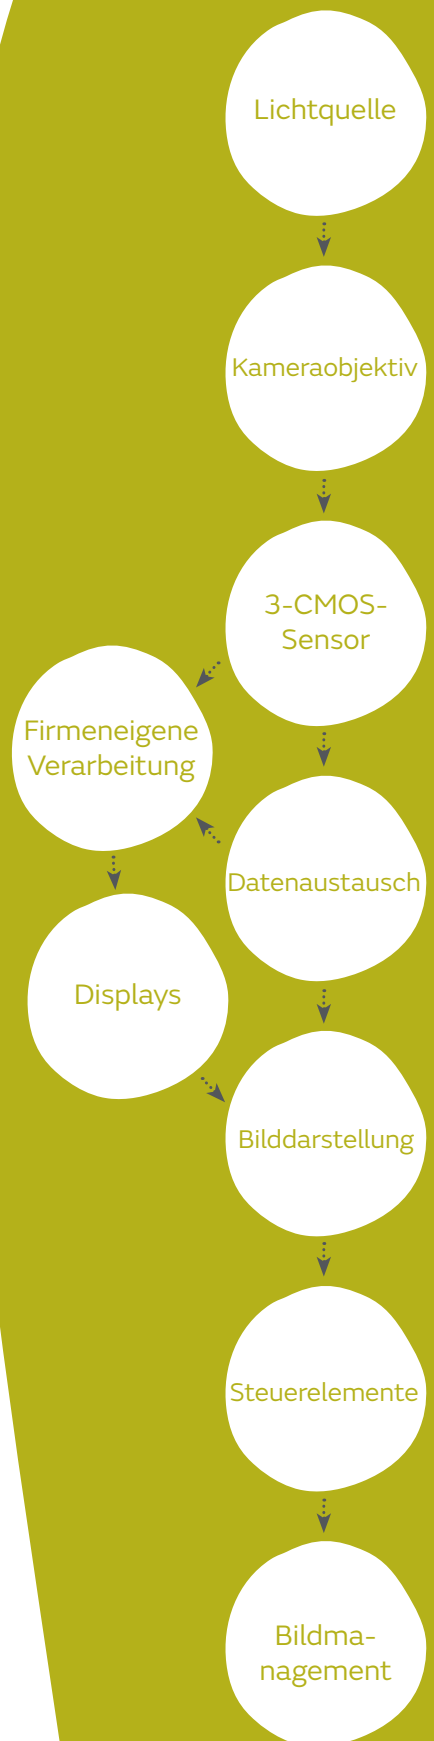 Lichtquelle
Kameraobjektiv
3-CMOS-
Sensor
Firmeneigene
Verarbeitung
Datenaustausch
Displays
Bilddarstellung
Steuerelemente
Bildma-
nagement